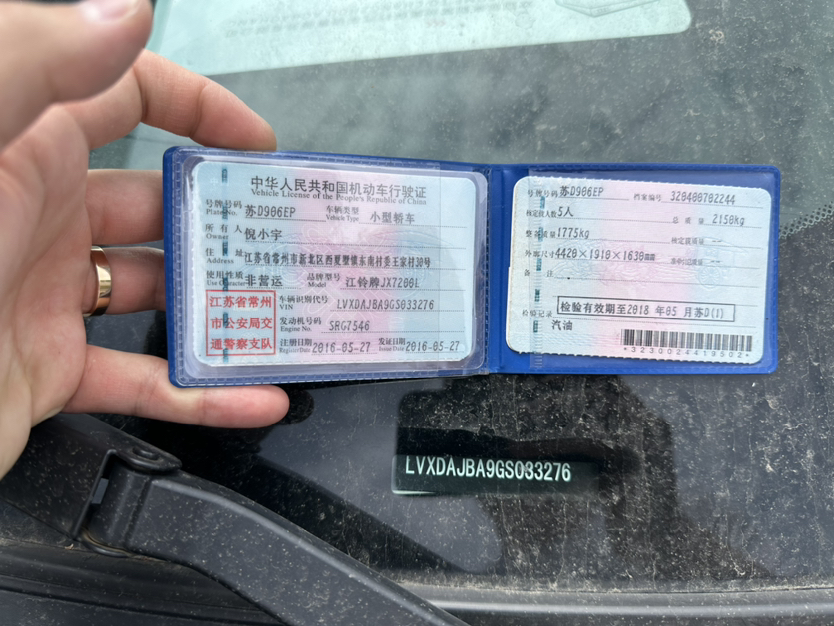 中华人民共和国机动车行驶证
Vehicle License of the People's Republic of China
号牌号码 Plate No. 苏D906EP 车辆类型 Vehicle Type 小型轿车
所有人 Owner 倪小宇
住址 Address 江苏省常州市新北区西夏墅镇东南村委王家村30号
使用性质 Use Character 非营运 品牌型号 Model 江铃牌JX7200L
江苏省常州
市公安局交
通警察支队
车辆识别代号 VIN LVXDAJBA9GS033276
发动机号码 Engine No. SRG7546
注册日期 Register Date 2016-05-27 发证日期 Issue Date 2016-05-27
号牌号码 苏D906EP 档案编号 320400702244
核定载人数 5人 总质量 2150kg
整备质量 1775kg 核定载质量 --
外廓尺寸 4420×1910×1630mm --
备注
检验记录 检验有效期至2018年05月苏D(1)
汽油
*3230024419502*
LVXDAJBA9GS033276